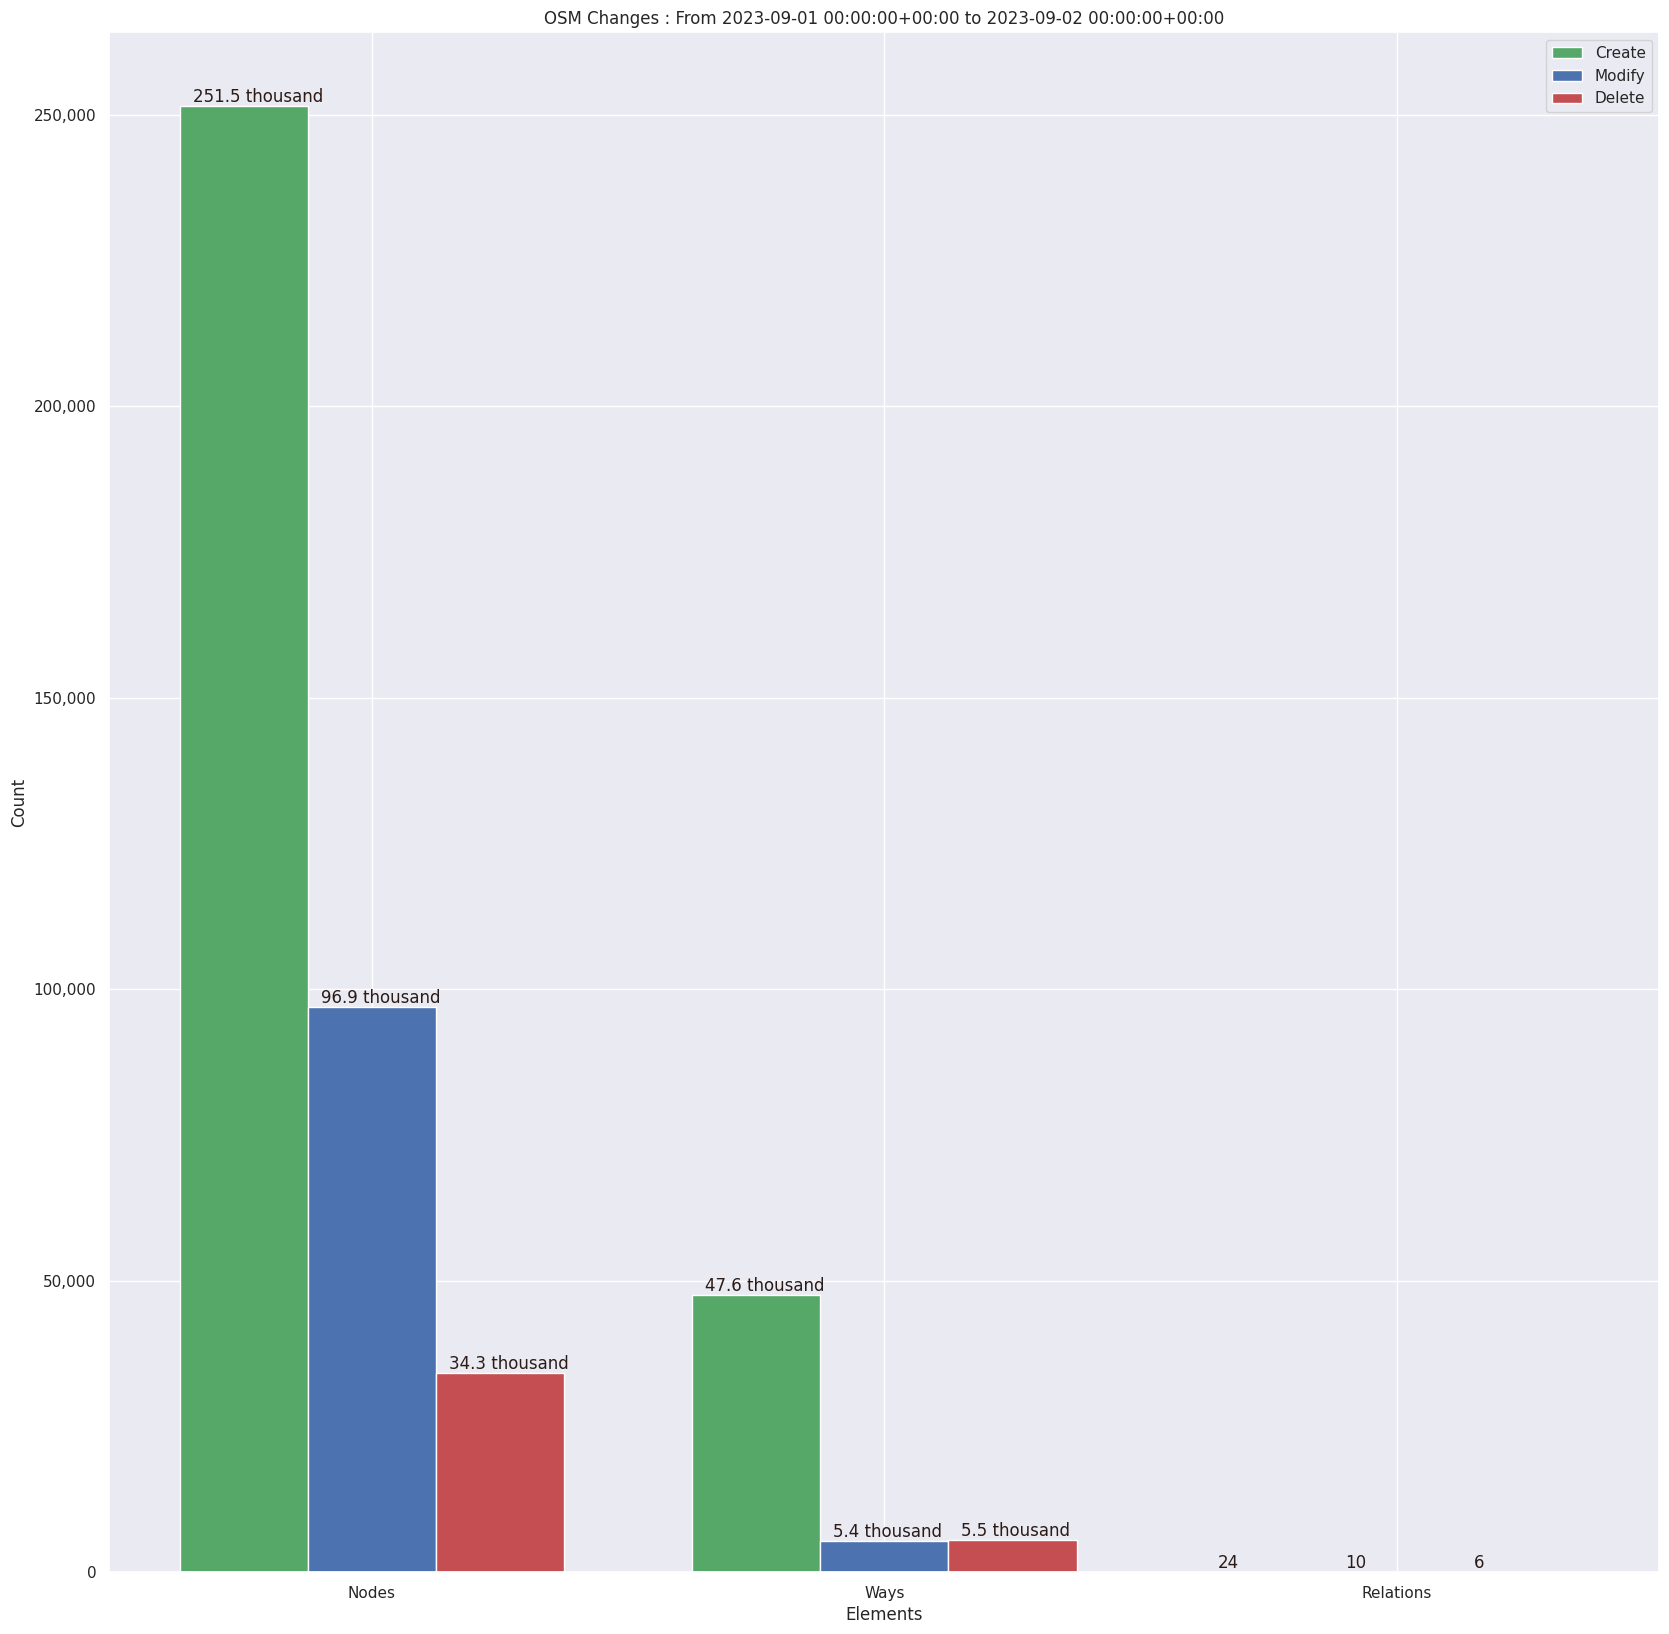 OSM Changes : From 2023-09-01 00:00:00+00:00 to 2023-09-02 00:00:00+00:00
Create
Modify
Delete
251.5 thousand
250,000
200,000
150,000
Count
96.9 thousand
100,000
47.6 thousand
50,000
34.3 thousand
5.4 thousand
5.5 thousand
24
10
6
0
Nodes
Ways
Relations
Elements